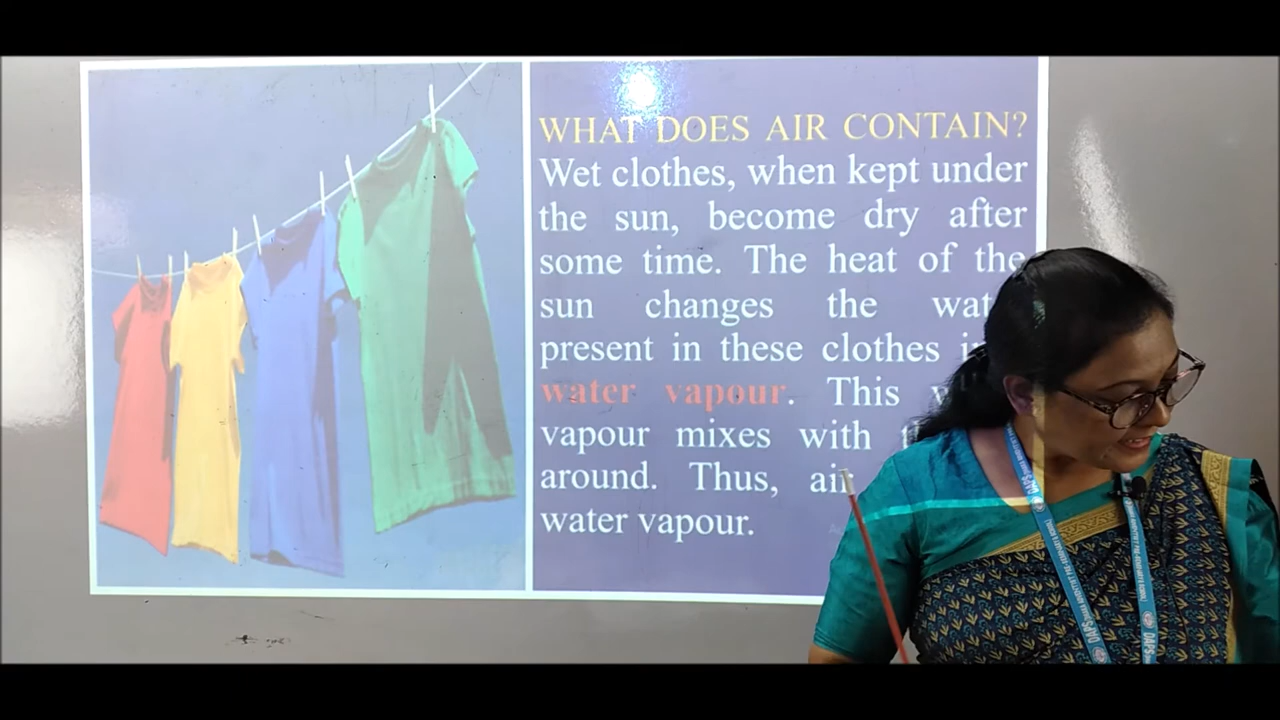 WHAT DOES AIR CONTAIN?
Wet clothes, when kept under
the sun, become dry after
some time. The heat of the
sun changes the
present in these clothes
water vapour. This
vapour mixes with
around. Thus, air
water vapour.